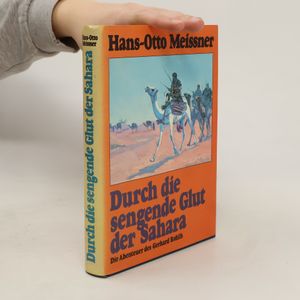 Hans-Otto Meissner
Durch die
sengende Glut
der Sahara
Die Abenteuer des Gerhard Rohlfs
Durch die sengende Glut der Sahara
Hans-Otto
Meissner